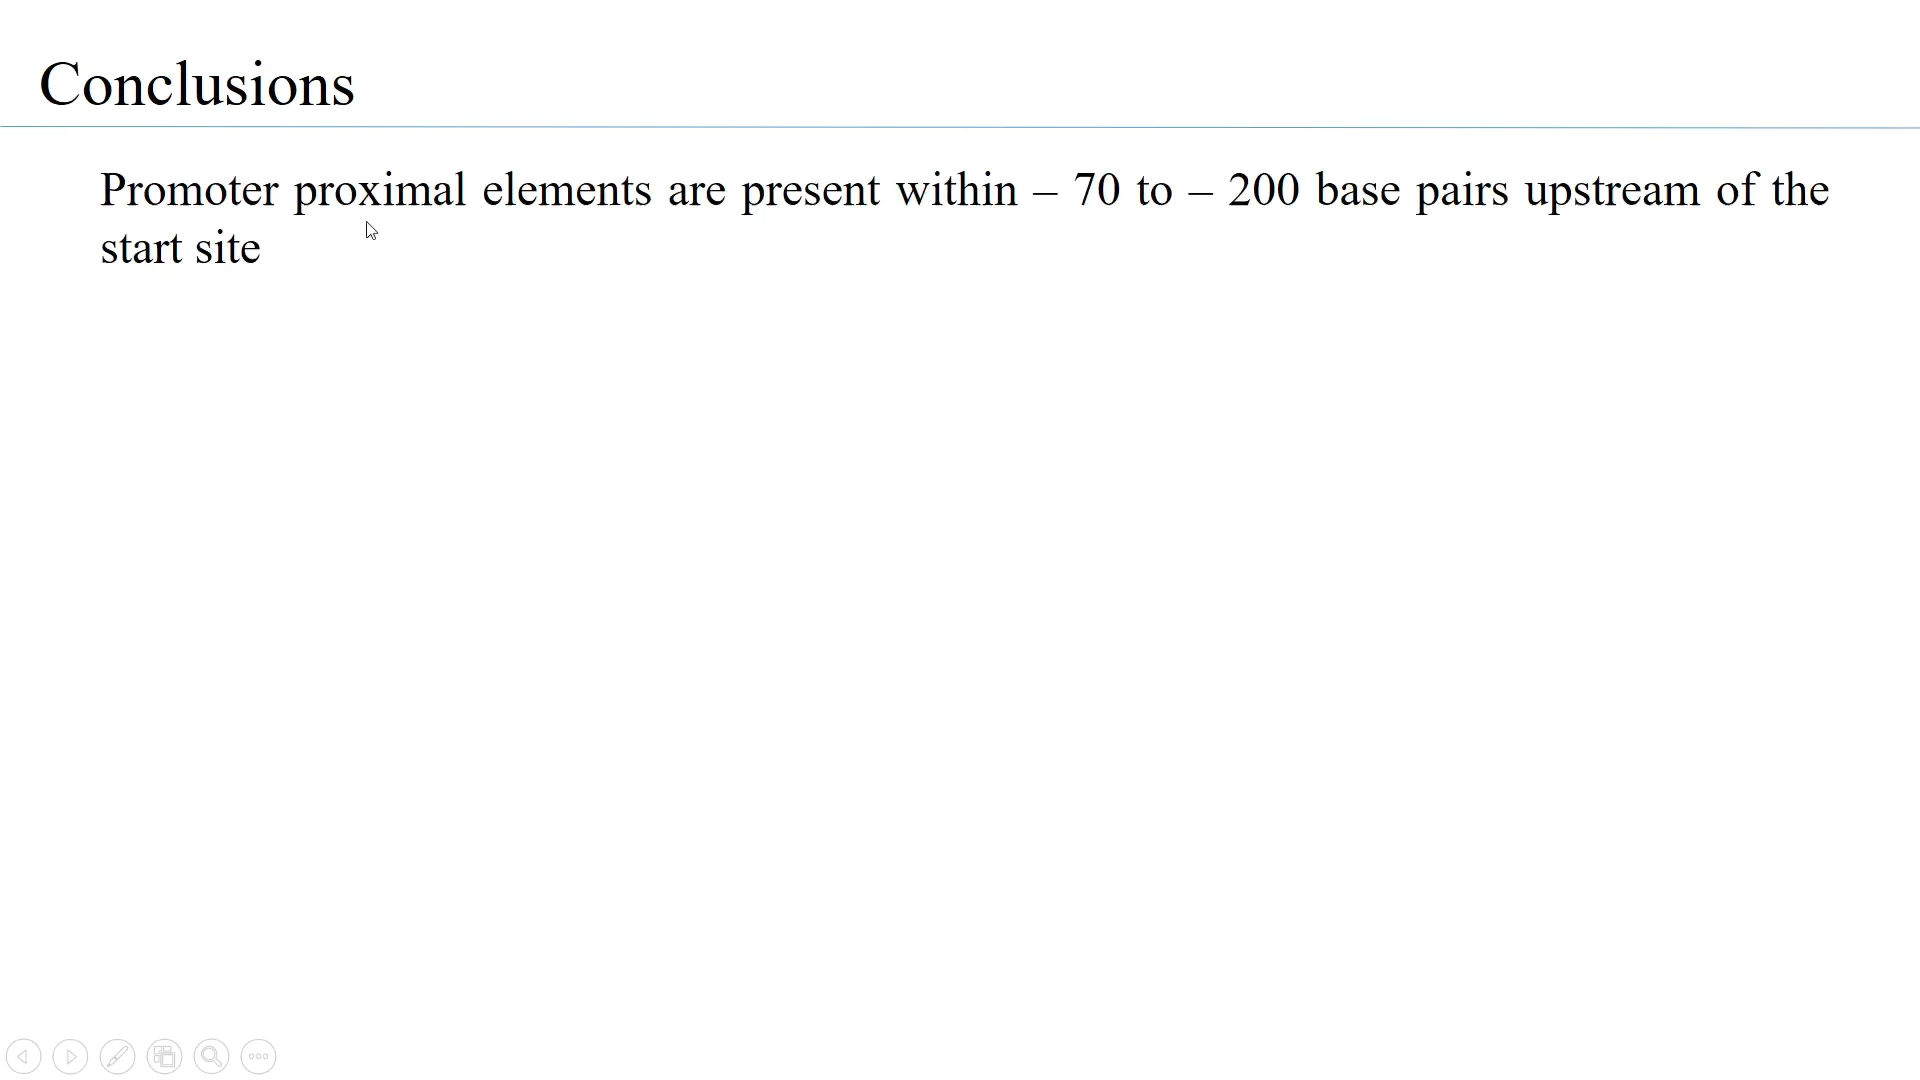 Conclusions
Promoter proximal elements are present within – 70 to – 200 base pairs upstream of the
start site